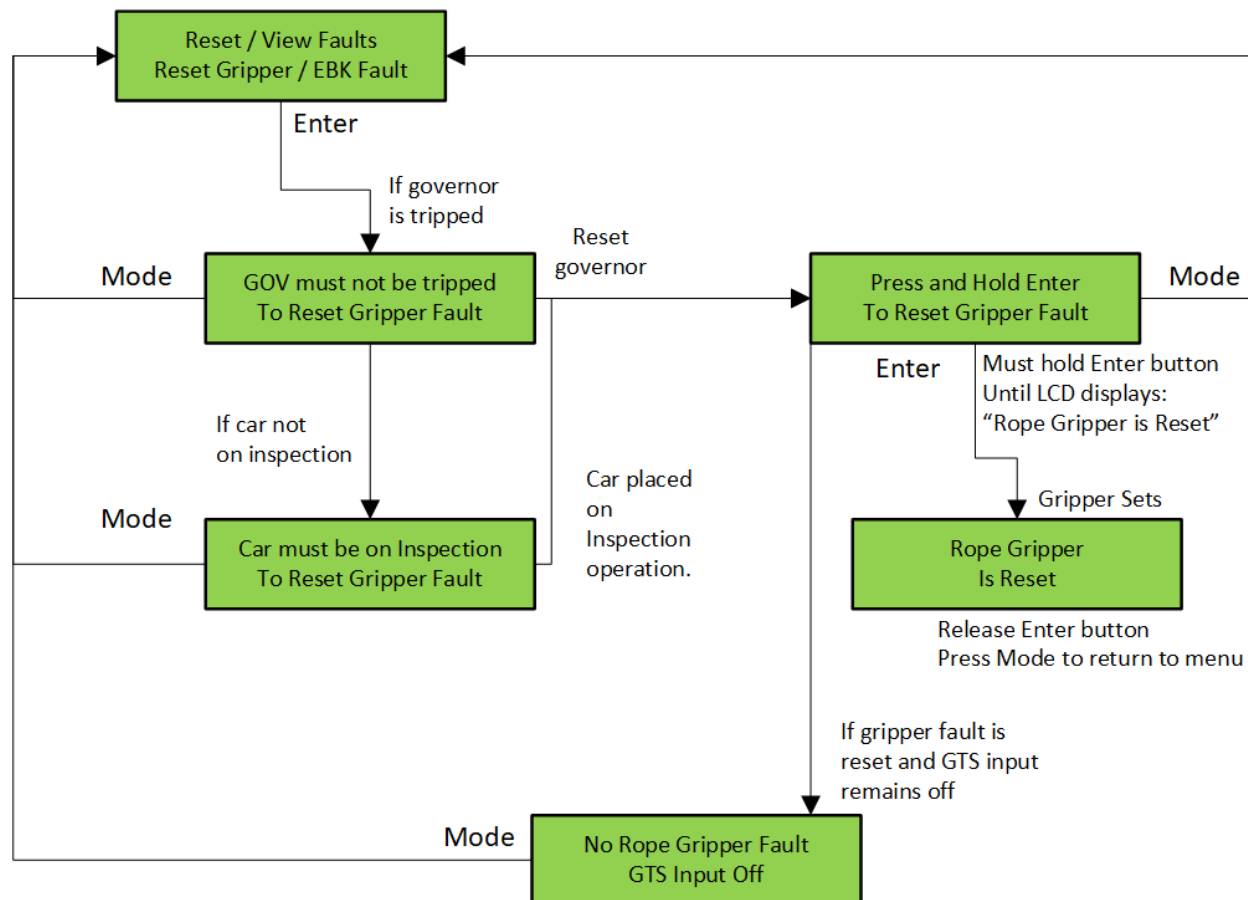 Reset / View Faults
Reset Gripper / EBK Fault
Enter
If governor
is tripped
Mode
GOV must not be tripped
To Reset Gripper Fault
Reset
governor
Press and Hold Enter
To Reset Gripper Fault
Mode
Enter
Must hold Enter button
Until LCD displays:
“Rope Gripper is Reset”
If car not
on inspection
Mode
Car must be on Inspection
To Reset Gripper Fault
Car placed
on
Inspection
operation.
Gripper Sets
Rope Gripper
Is Reset
Release Enter button
Press Mode to return to menu
If gripper fault is
reset and GTS input
remains off
Mode
No Rope Gripper Fault
GTS Input Off